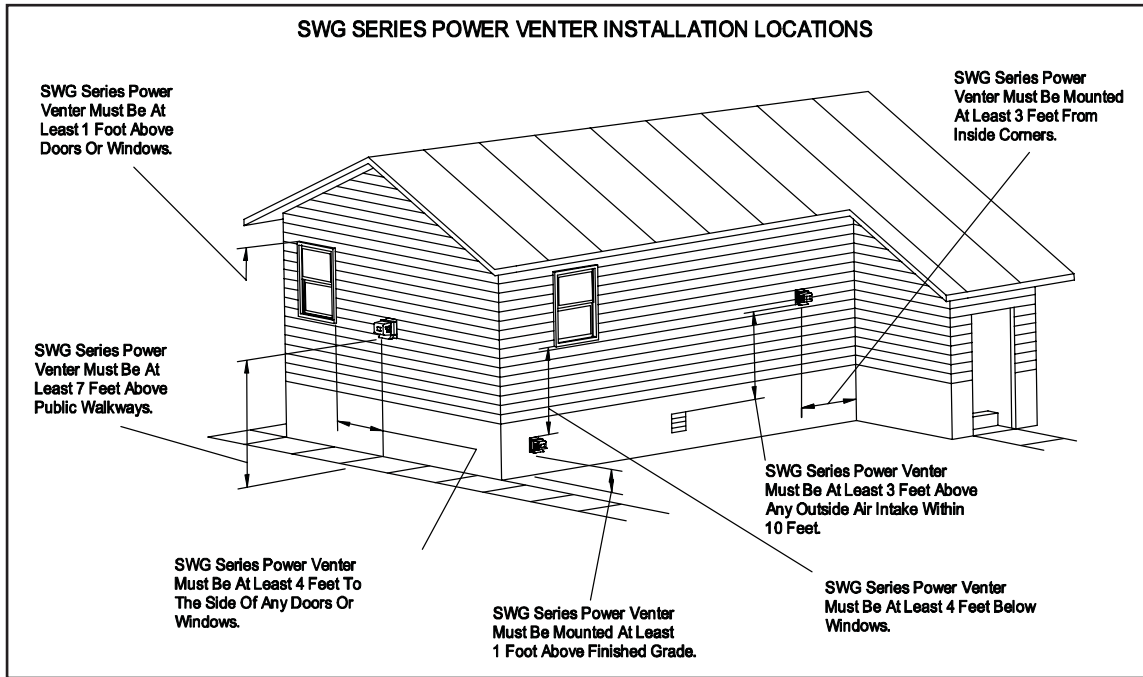 SWG SERIES POWER VENTER INSTALLATION LOCATIONS
SWG Series Power
Venter Must Be At
Least 1 Foot Above
Doors Or Windows.
SWG Series Power
Venter Must Be Mounted
At Least 3 Feet From
Inside Corners.
SWG Series Power
Venter Must Be At
Least 7 Feet Above
Public Walkways.
SWG Series Power Venter
Must Be At Least 3 Feet Above
Any Outside Air Intake Within
10 Feet.
SWG Series Power Venter
Must Be At Least 4 Feet To
The Side Of Any Doors Or
Windows.
SWG Series Power Venter
Must Be Mounted At Least
1 Foot Above Finished Grade.
SWG Series Power Venter
Must Be At Least 4 Feet Below
Windows.